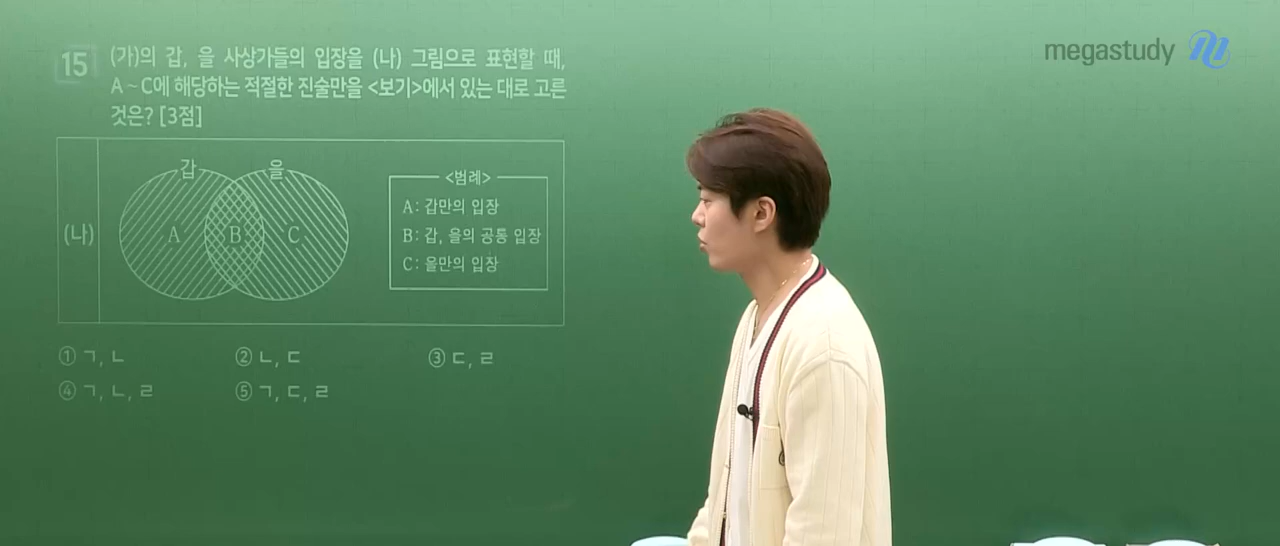 megastudy
15 (가)의 갑, 을 사상가들의 입장을 (나) 그림으로 표현할 때,
A~C에 해당하는 적절한 진술만을 <보기>에서 있는 대로 고른
것은? [3점]
갑 을
<범례>
A: 갑만의 입장
(나) A B C
B: 갑, 을의 공통 입장
C: 을만의 입장
① ㄱ, ㄴ ② ㄴ, ㄷ ③ ㄷ, ㄹ
④ ㄱ, ㄴ, ㄹ ⑤ ㄱ, ㄷ, ㄹ